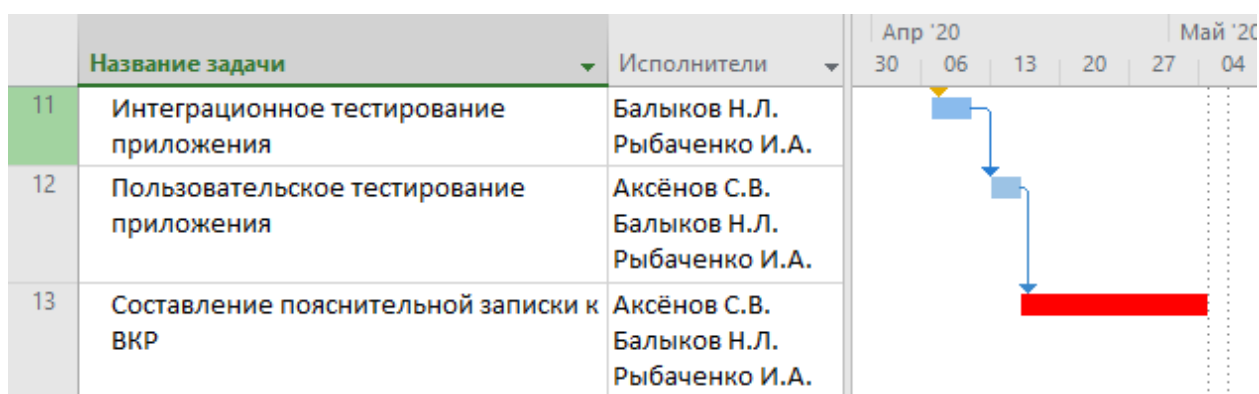 Апр '20 Май '20
Название задачи Исполнители 30 06 13 20 27 04
11 Интеграционное тестирование Балыков Н.Л.
приложения Рыбаченко И.А.
12 Пользовательское тестирование Аксёнов С.В.
приложения Балыков Н.Л.
Рыбаченко И.А.
13 Составление пояснительной записки к Аксёнов С.В.
ВКР Балыков Н.Л.
Рыбаченко И.А.